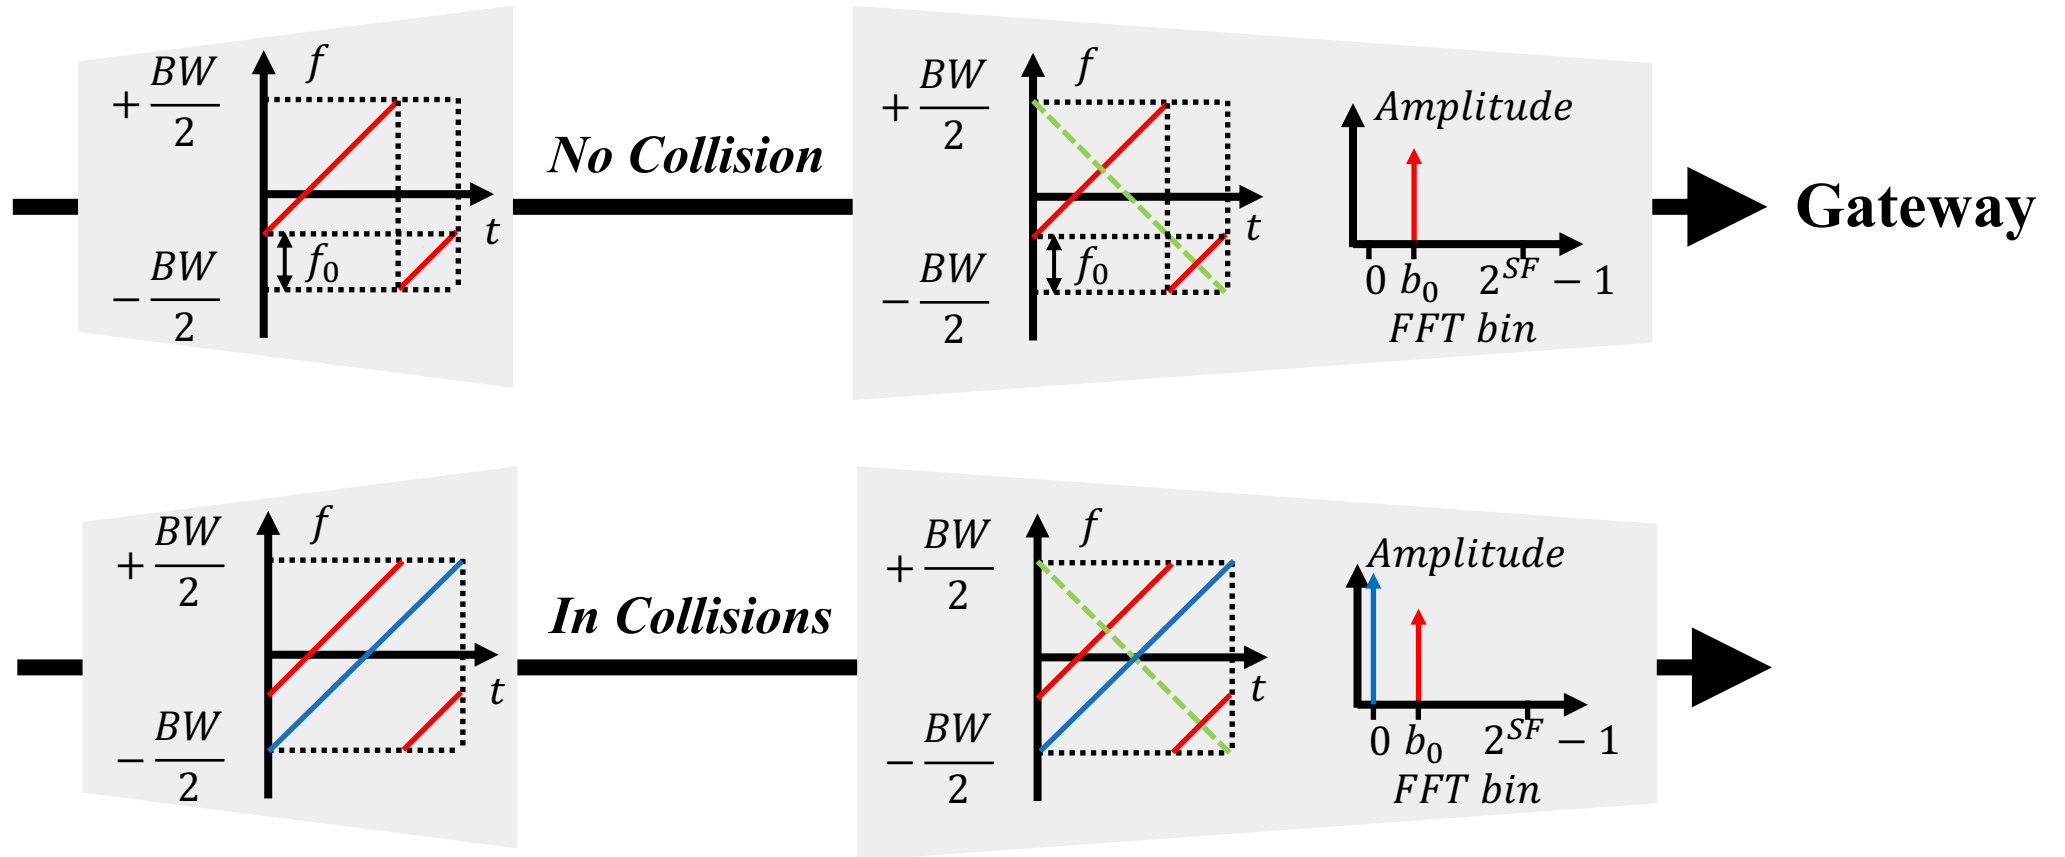 + BW/2
f
t
f₀
− BW/2
No Collision
+ BW/2
f
t
f₀
− BW/2
Amplitude
0 b₀ 2^SF − 1
FFT bin
Gateway
+ BW/2
f
t
− BW/2
In Collisions
+ BW/2
f
t
− BW/2
Amplitude
0 b₀ 2^SF − 1
FFT bin